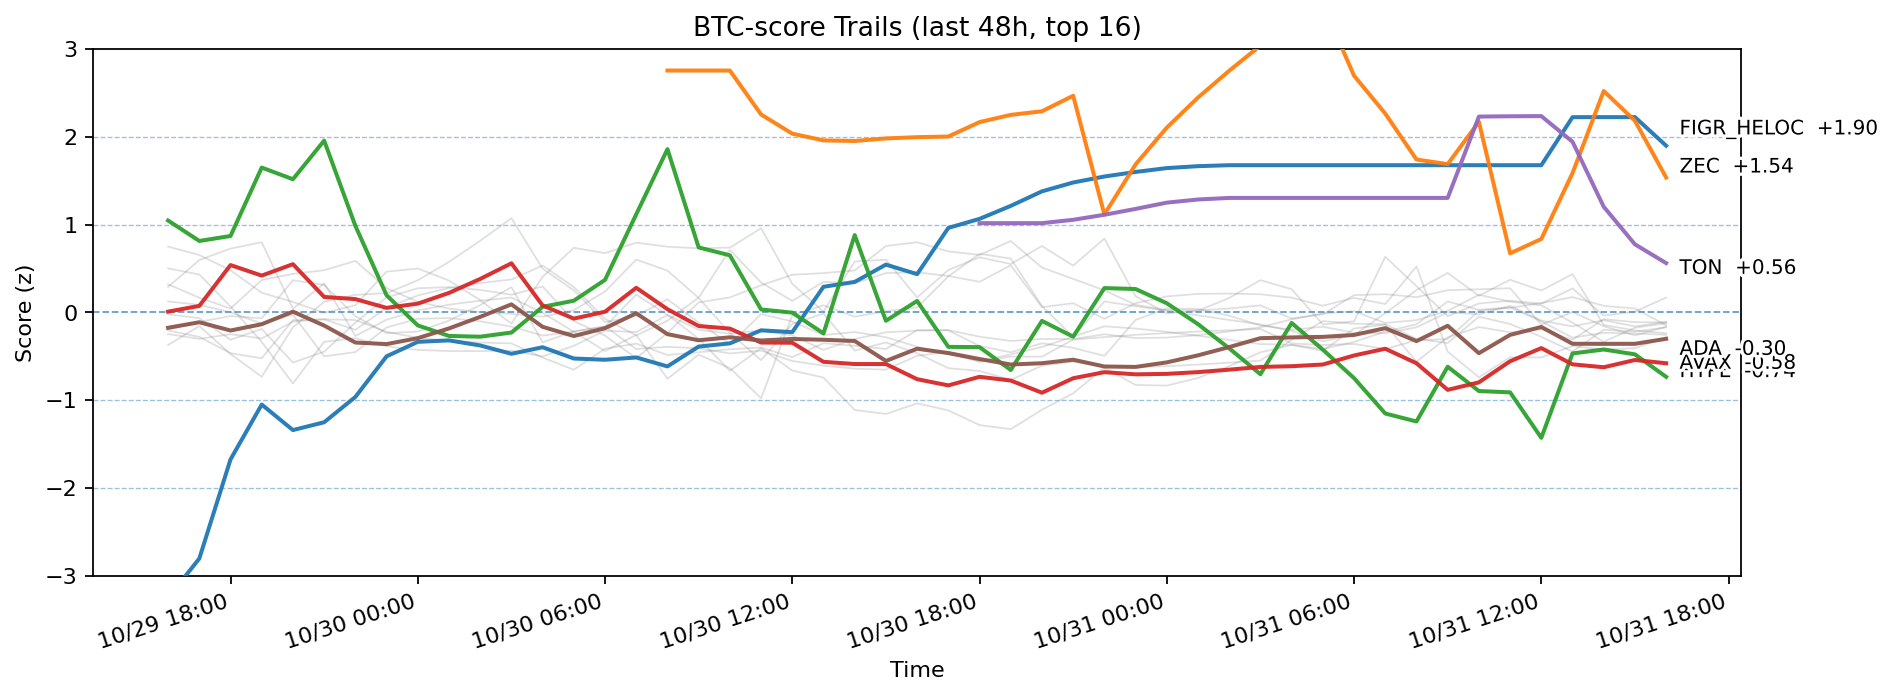 BTC-score Trails (last 48h, top 16)
Score (z)
3
2
1
0
−1
−2
−3
FIGR_HELOC +1.90
ZEC +1.54
TON +0.56
ADA -0.30
AVAX -0.58
10/29 18:00
10/30 00:00
10/30 06:00
10/30 12:00
10/30 18:00
10/31 00:00
10/31 06:00
10/31 12:00
10/31 18:00
Time